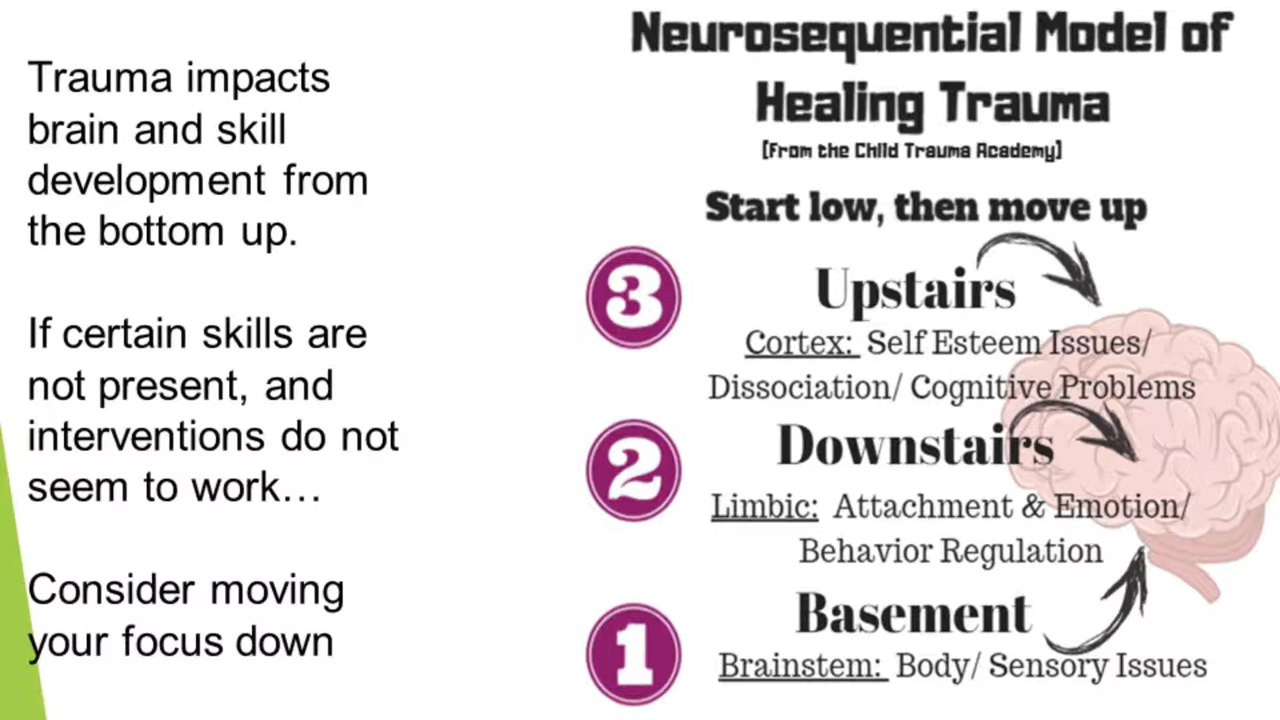 Trauma impacts
brain and skill
development from
the bottom up.
If certain skills are
not present, and
interventions do not
seem to work…
Consider moving
your focus down
Neurosequential Model of
Healing Trauma
[From the Child Trauma Academy]
Start low, then move up
3
Upstairs
Cortex: Self Esteem Issues/
Dissociation/ Cognitive Problems
2
Downstairs
Limbic: Attachment & Emotion/
Behavior Regulation
1
Basement
Brainstem: Body/ Sensory Issues